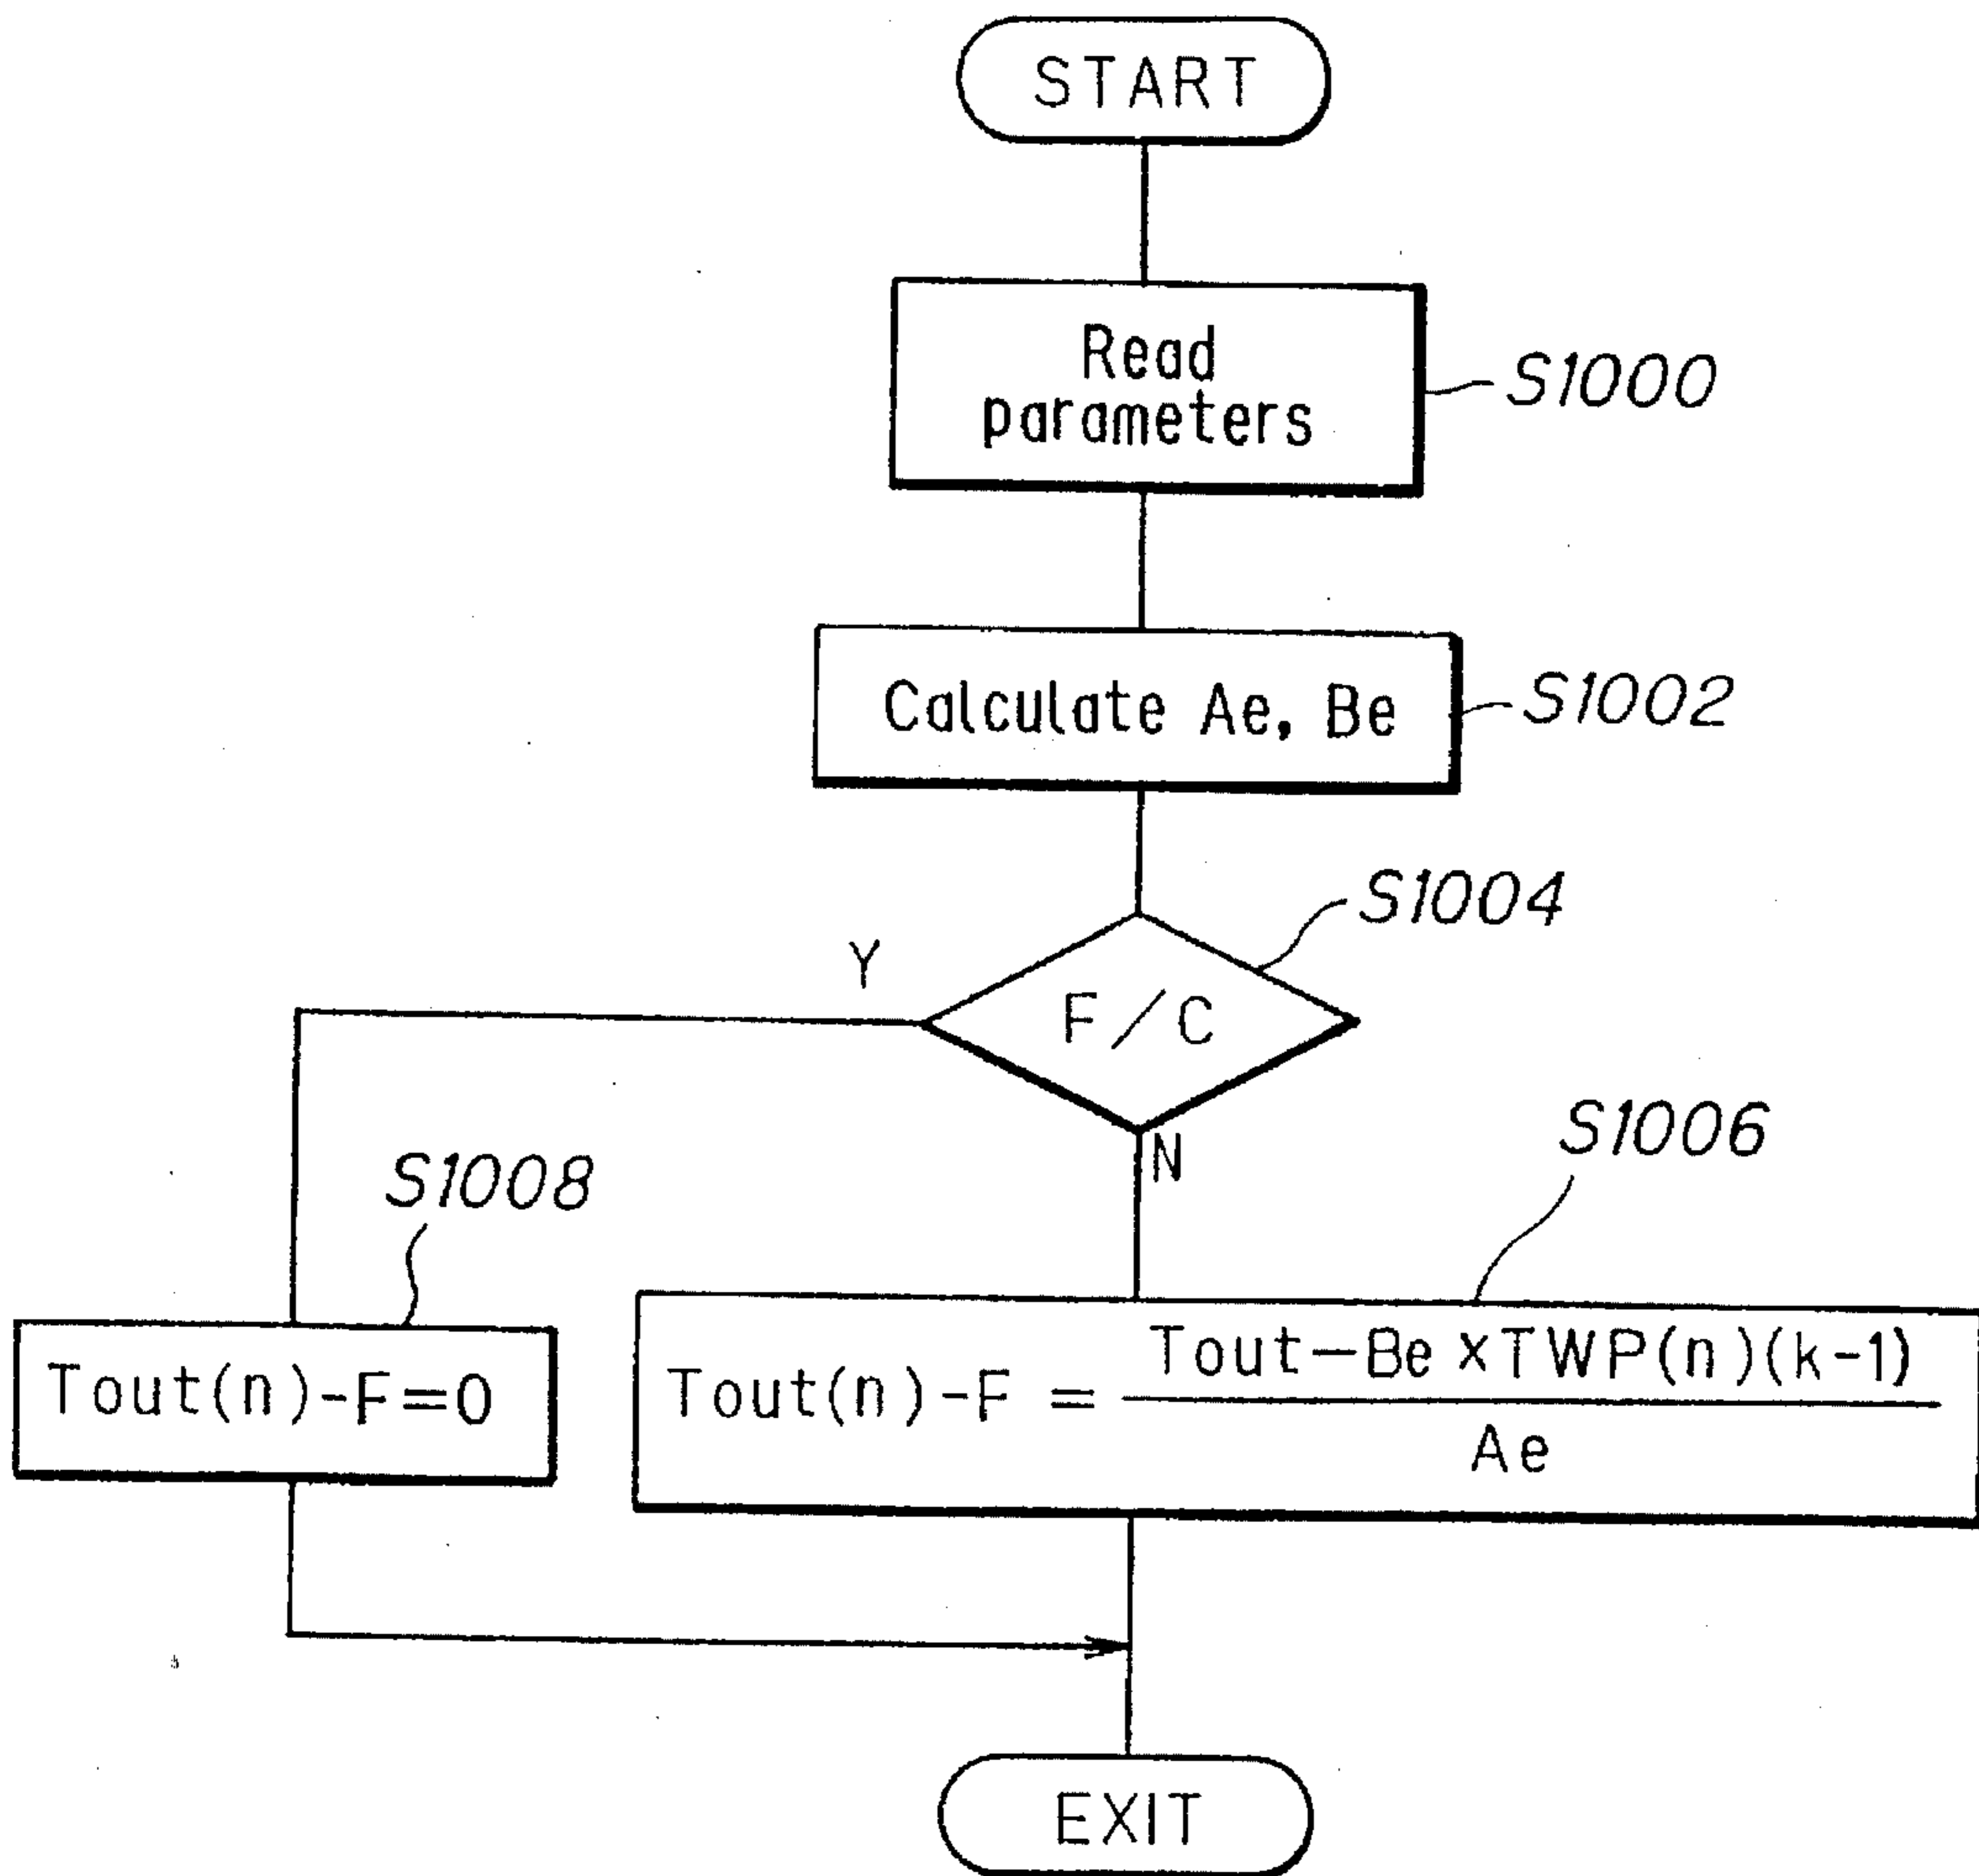 START
Read
parameters
S1000
Calculate Ae, Be
S1002
S1004
F/C
Y
N
S1008
Tout(n)-F=0
S1006
Tout(n)-F = Tout-Be×TWP(n)(k-1)
Ae
EXIT